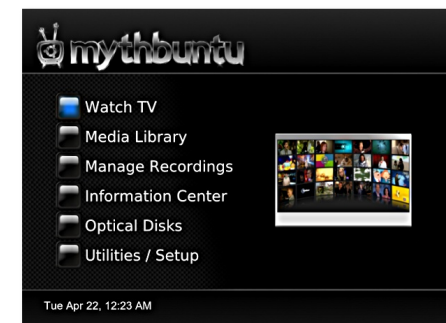 mythbuntu
Watch TV
Media Library
Manage Recordings
Information Center
Optical Disks
Utilities / Setup
Tue Apr 22, 12:23 AM